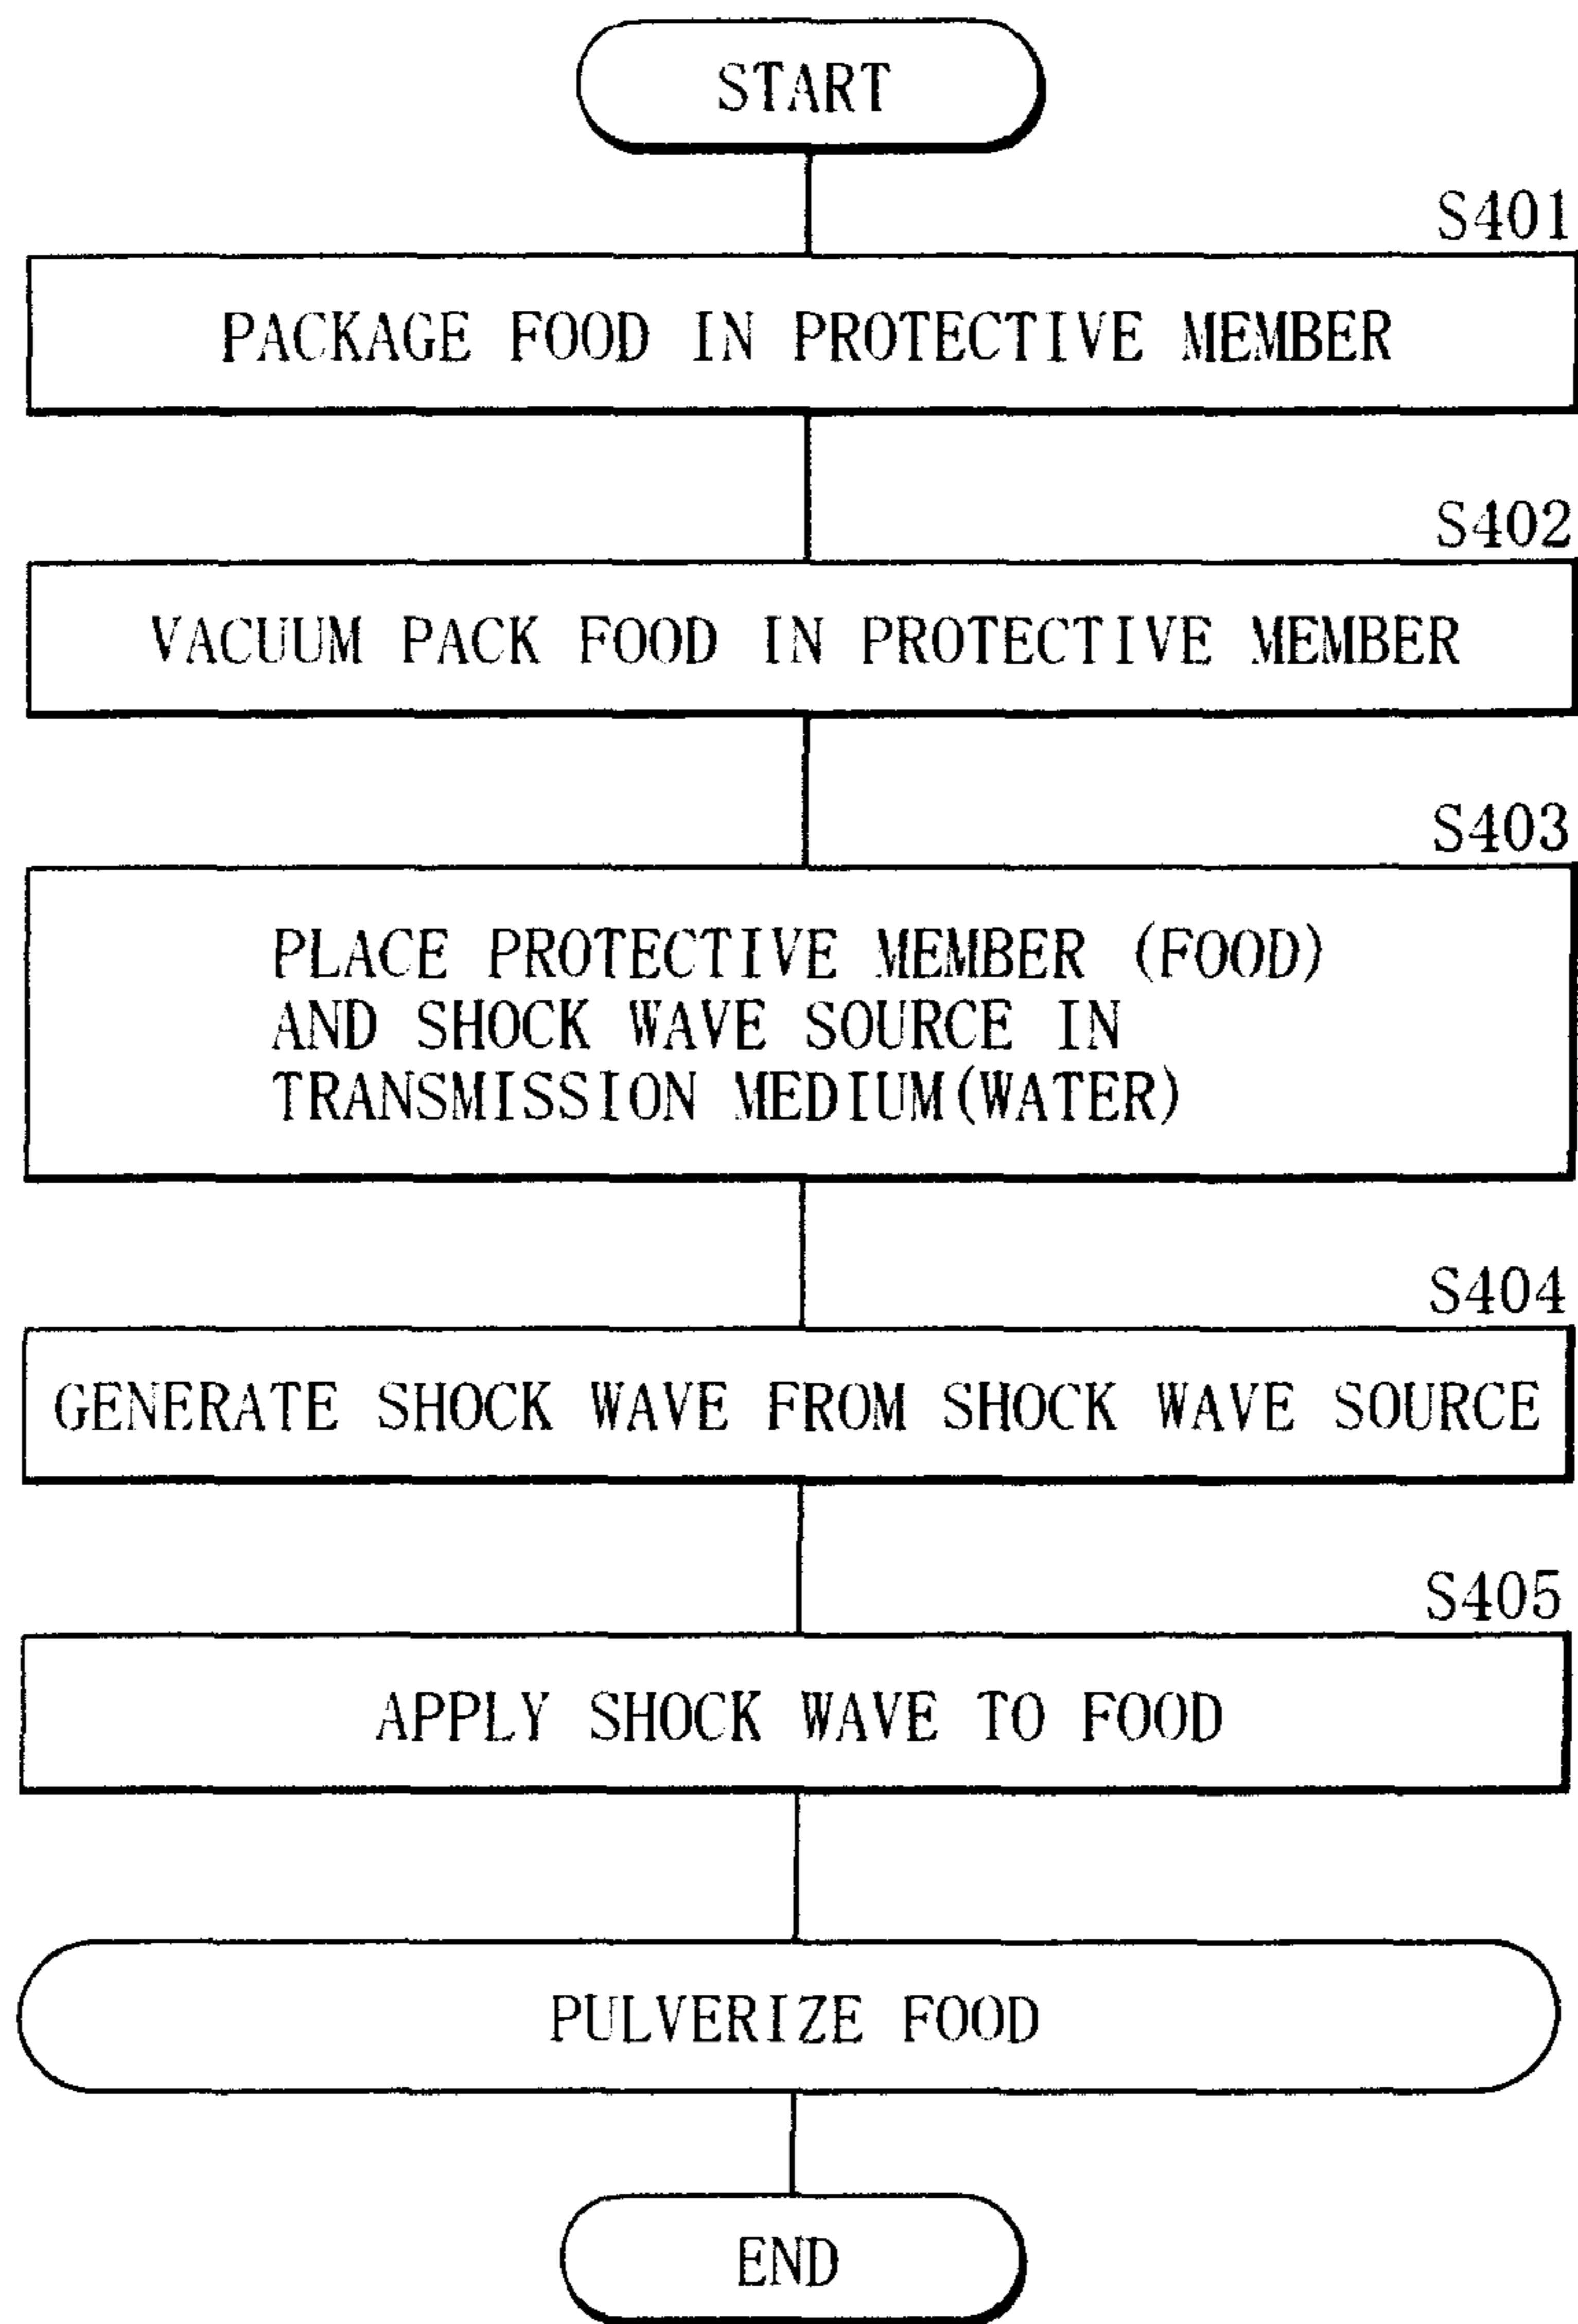 START
S401
PACKAGE FOOD IN PROTECTIVE MEMBER
S402
VACUUM PACK FOOD IN PROTECTIVE MEMBER
S403
PLACE PROTECTIVE MEMBER (FOOD)
AND SHOCK WAVE SOURCE IN
TRANSMISSION MEDIUM(WATER)
S404
GENERATE SHOCK WAVE FROM SHOCK WAVE SOURCE
S405
APPLY SHOCK WAVE TO FOOD
PULVERIZE FOOD
END